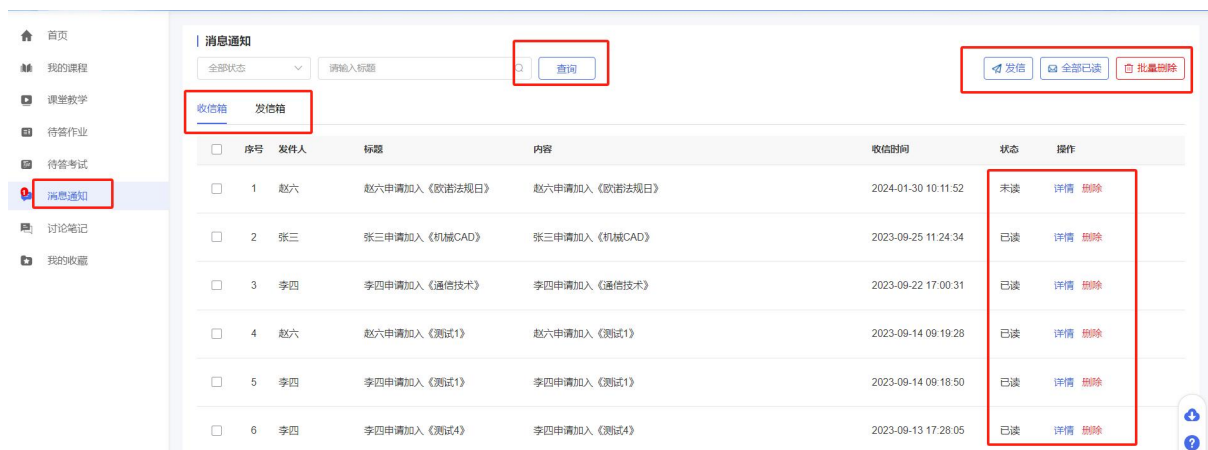 首页
我的课程
课堂教学
待答作业
待答考试
1
消息通知
讨论笔记
我的收藏
消息通知
全部状态 请输入标题 查询 发信 全部已读 批量删除
收信箱 发信箱
序号 发件人 标题 内容 收信时间 状态 操作
1 赵六 赵六申请加入《欧诺法规日》 赵六申请加入《欧诺法规日》 2024-01-30 10:11:52 未读 详情 删除
2 张三 张三申请加入《机械CAD》 张三申请加入《机械CAD》 2023-09-25 11:24:34 已读 详情 删除
3 李四 李四申请加入《通信技术》 李四申请加入《通信技术》 2023-09-22 17:00:31 已读 详情 删除
4 赵六 赵六申请加入《测试1》 赵六申请加入《测试1》 2023-09-14 09:19:28 已读 详情 删除
5 李四 李四申请加入《测试1》 李四申请加入《测试1》 2023-09-14 09:18:50 已读 详情 删除
6 李四 李四申请加入《测试4》 李四申请加入《测试4》 2023-09-13 17:28:05 已读 详情 删除
?